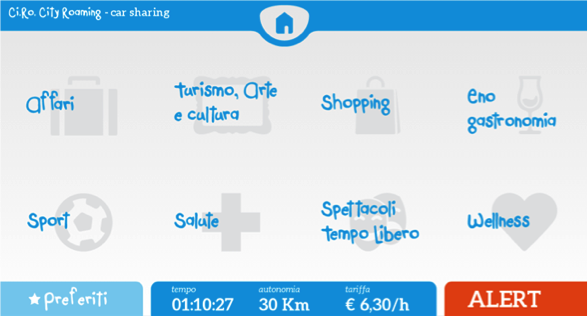 Ci.Ro. City Roaming - car sharing
Affari
turismo, Arte
e cultura
Shopping
Eno
gastronomia
Sport
Salute
Spettacoli
tempo Libero
Wellness
preferiti
tempo
01:10:27
autonomia
30 Km
tariffa
€ 6,30/h
ALERT